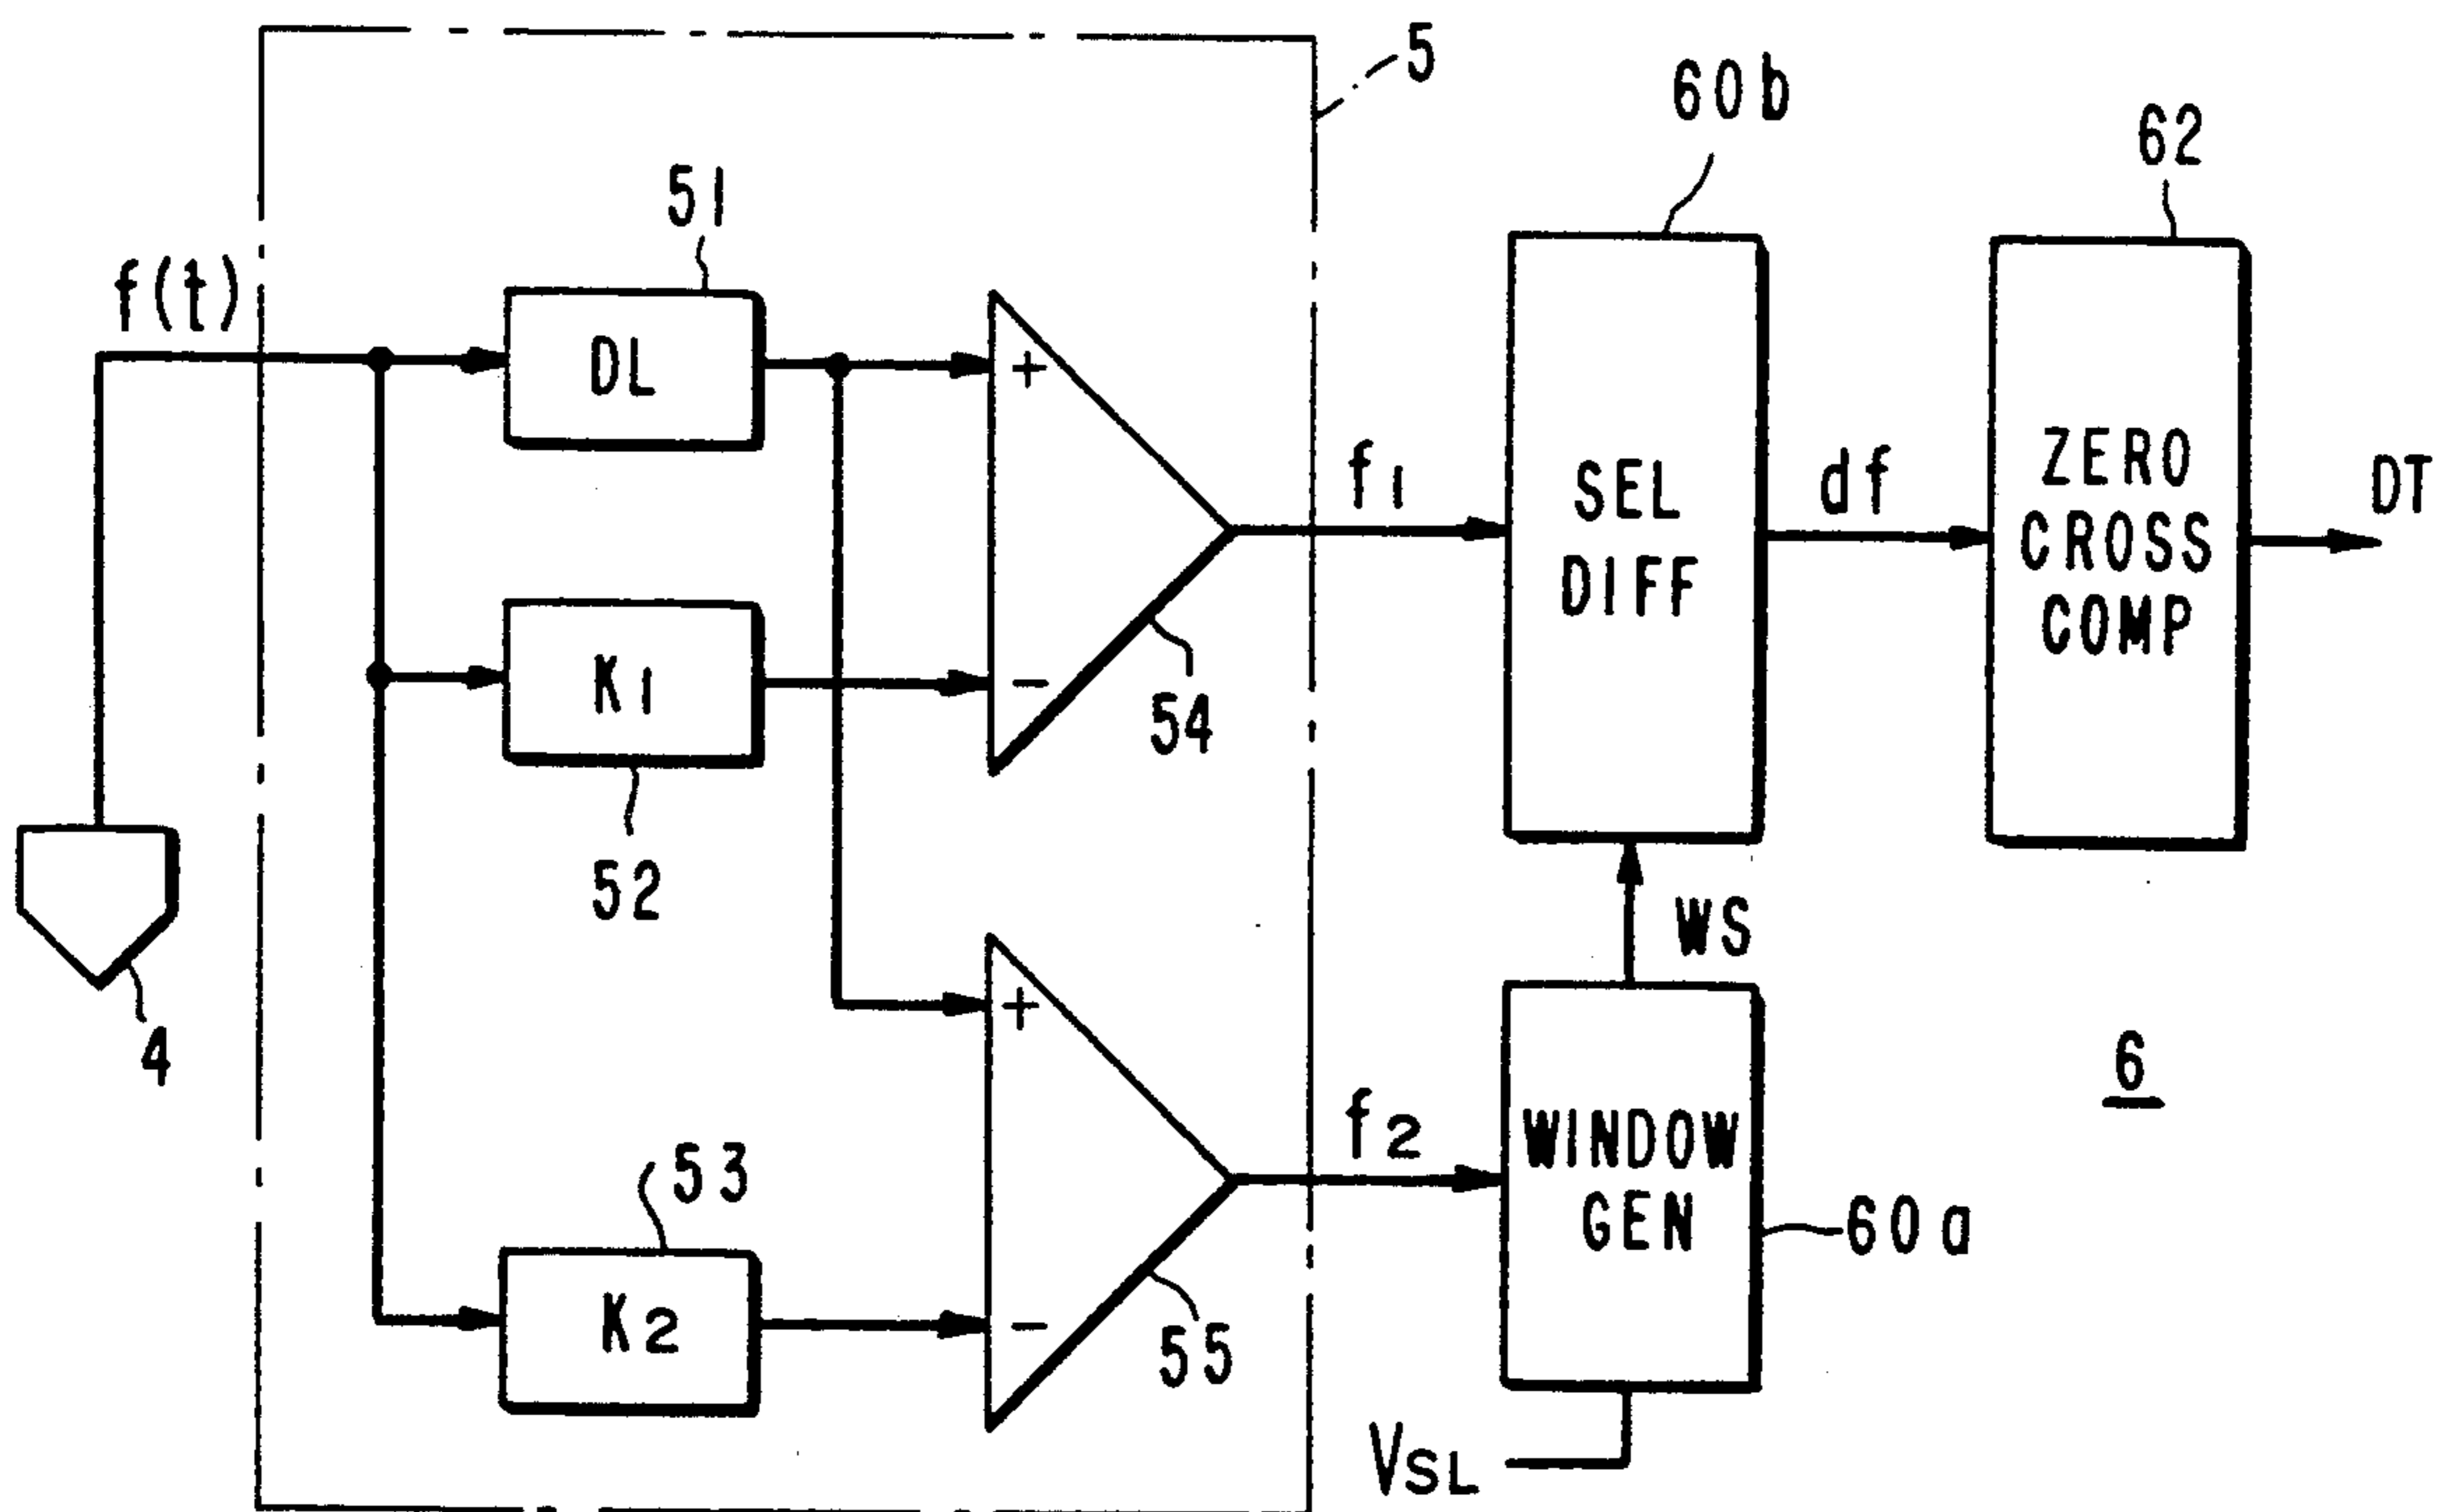 5
60b
62
51
f(t)
DL
+
f1
SEL
DIFF
df
ZERO
CROSS
COMP
DT
K1
−
54
52
WS
4
+
6
f2
WINDOW
GEN
60a
53
K2
−
55
VSL